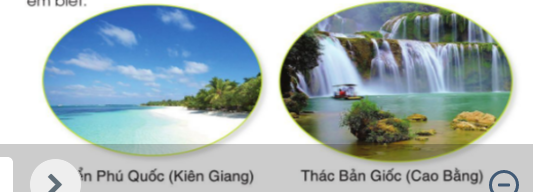 em biết.
Phú Quốc (Kiên Giang)
Thác Bản Giốc (Cao Bằng)